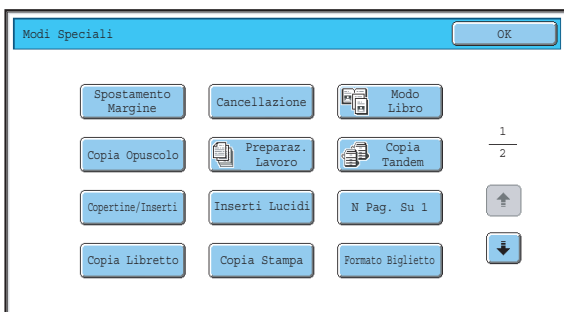 Modi Speciali
OK
Spostamento
Margine
Cancellazione
Modo
Libro
Copia Opuscolo
Preparaz.
Lavoro
Copia
Tandem
1
2
Copertine/Inserti
Inserti Lucidi
N Pag. Su 1
Copia Libretto
Copia Stampa
Formato Biglietto